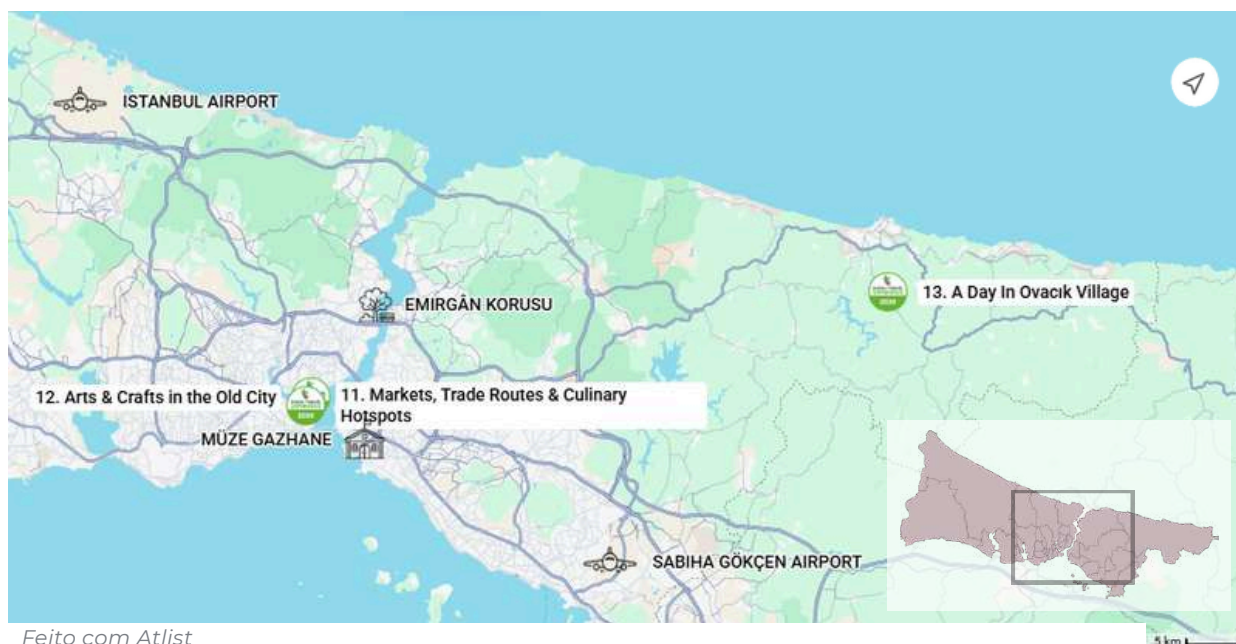 ISTANBUL AIRPORT
EMIRGÂN KORUSU
13. A Day In Ovacık Village
12. Arts & Crafts in the Old City
11. Markets, Trade Routes & Culinary
Hotspots
MÜZE GAZHANE
SABIHA GÖKÇEN AIRPORT
5 km
Feito com Atlist